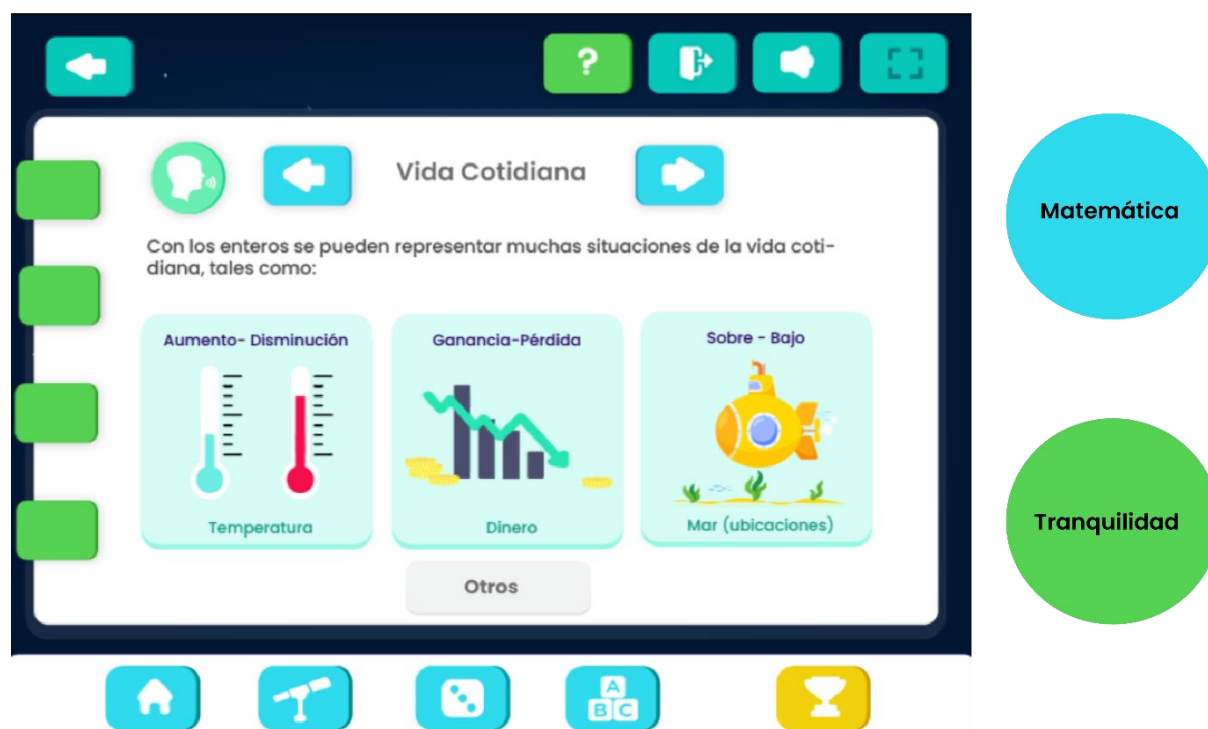 ?
Vida Cotidiana
Con los enteros se pueden representar muchas situaciones de la vida coti-
diana, tales como:
Aumento- Disminución
Ganancia-Pérdida
Sobre - Bajo
Temperatura
Dinero
Mar (ubicaciones)
Otros
A
B C
Matemática
Tranquilidad